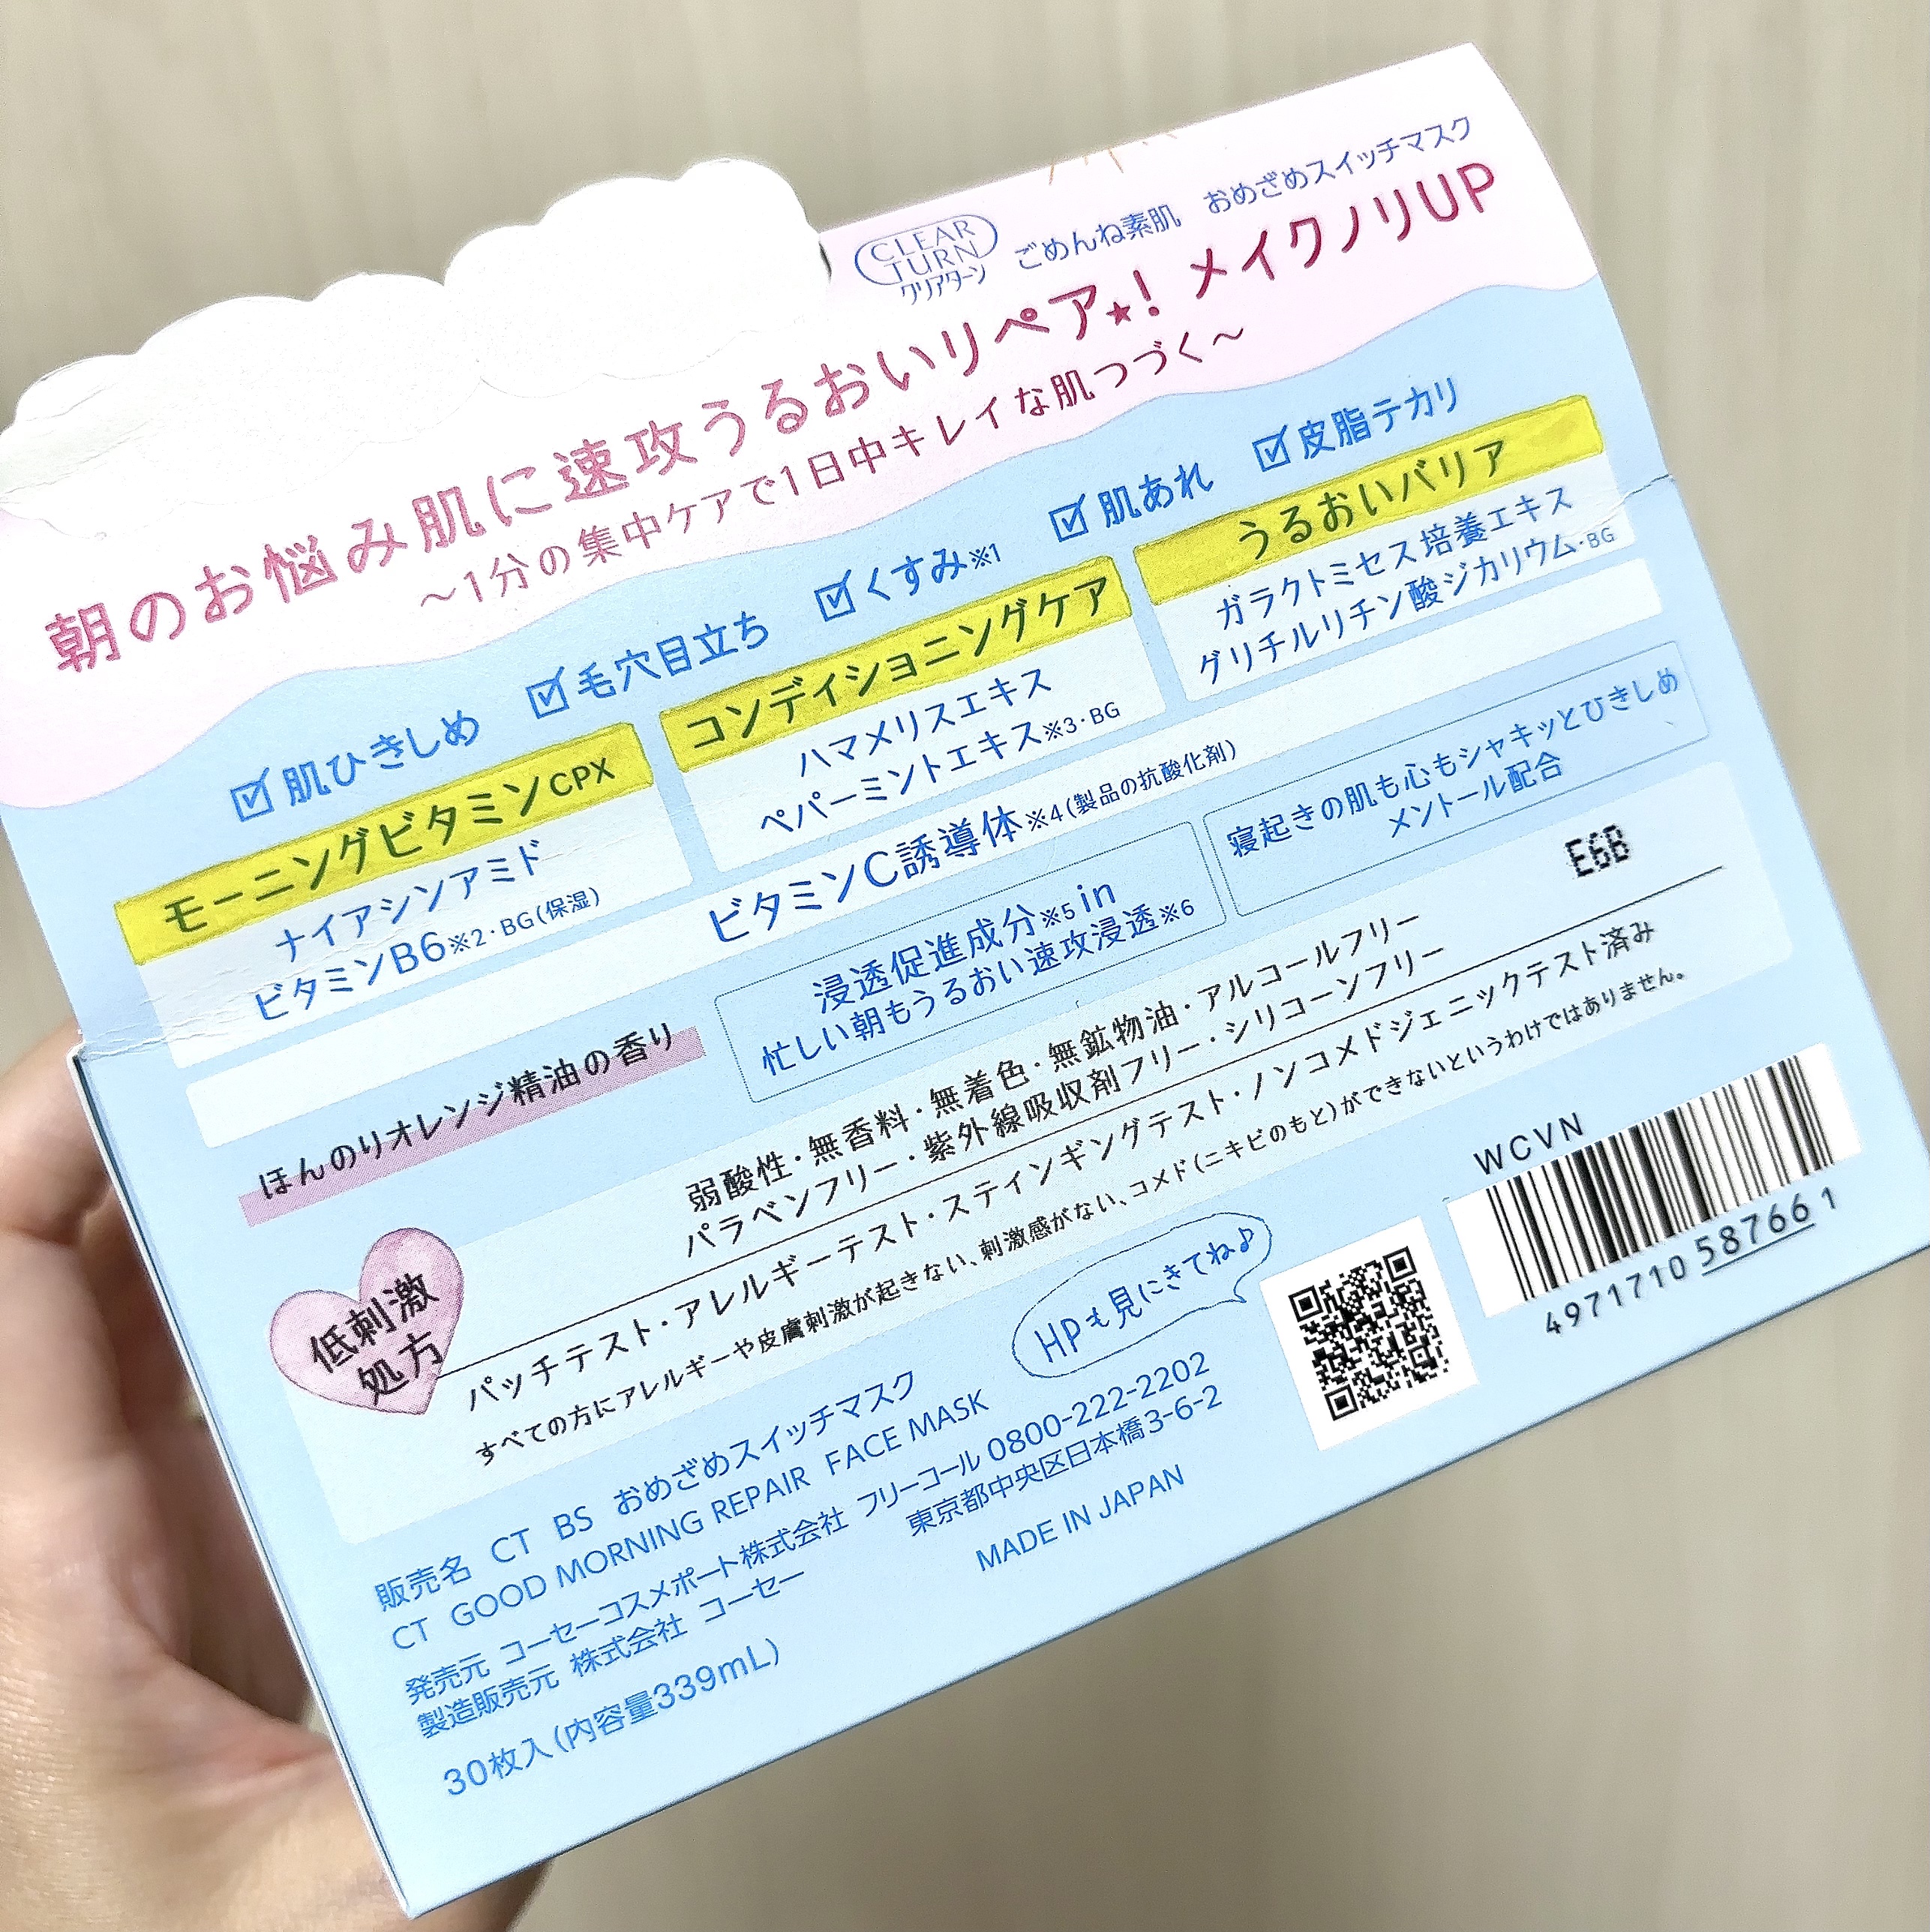 CLEAR
TURN
クリアターン
ごめんね素肌 おめざめスイッチマスク
朝のお悩み肌に速攻うるおいリペア★！ メイクノリUP
～1分の集中ケアで1日中キレイな肌つづく～
☑肌ひきしめ ☑毛穴目立ち ☑くすみ※1 ☑肌あれ ☑皮脂テカリ
モーニングビタミンCPX
ナイアシンアミド
ビタミンB6※2・BG(保湿)
コンディショニングケア
ハマメリスエキス
ペパーミントエキス※3・BG
うるおいバリア
ガラクトミセス培養エキス
グリチルリチン酸ジカリウム・BG
ビタミンC誘導体※4(製品の抗酸化剤)
ほんのりオレンジ精油の香り
浸透促進成分※5 in
忙しい朝もうるおい速攻浸透※6
寝起きの肌も心もシャキッとひきしめ
メントール配合
E6B
低刺激
処方
弱酸性・無香料・無着色・無鉱物油・アルコールフリー
パラベンフリー・紫外線吸収剤フリー・シリコーンフリー
パッチテスト・アレルギーテスト・スティンギングテスト・ノンコメドジェニックテスト済み
すべての方にアレルギーや皮膚刺激が起きない、刺激感がない、コメド(ニキビのもと)ができないというわけではありません。
HPも見にきてね♪
WCVN
4971710587661
販売名 CT BS おめざめスイッチマスク
CT GOOD MORNING REPAIR FACE MASK
発売元 コーセーコスメポート株式会社 フリーコール 0800-222-2202
製造販売元 株式会社 コーセー 東京都中央区日本橋3-6-2
30枚入(内容量339mL) MADE IN JAPAN